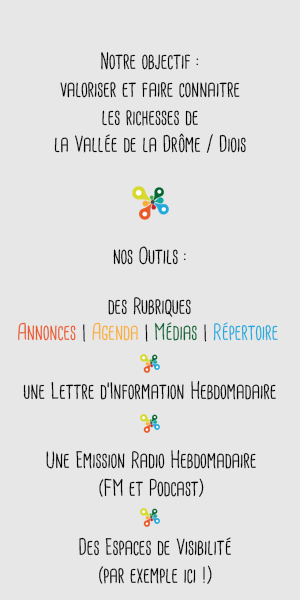 Notre objectif :
valoriser et faire connaitre
les richesses de
la Vallée de la Drôme / Diois
nos Outils :
des Rubriques
Annonces | Agenda | Médias | Répertoire
une Lettre d'Information Hebdomadaire
Une Emission Radio Hebdomadaire
(FM et Podcast)
Des Espaces de Visibilité
(par exemple ici !)